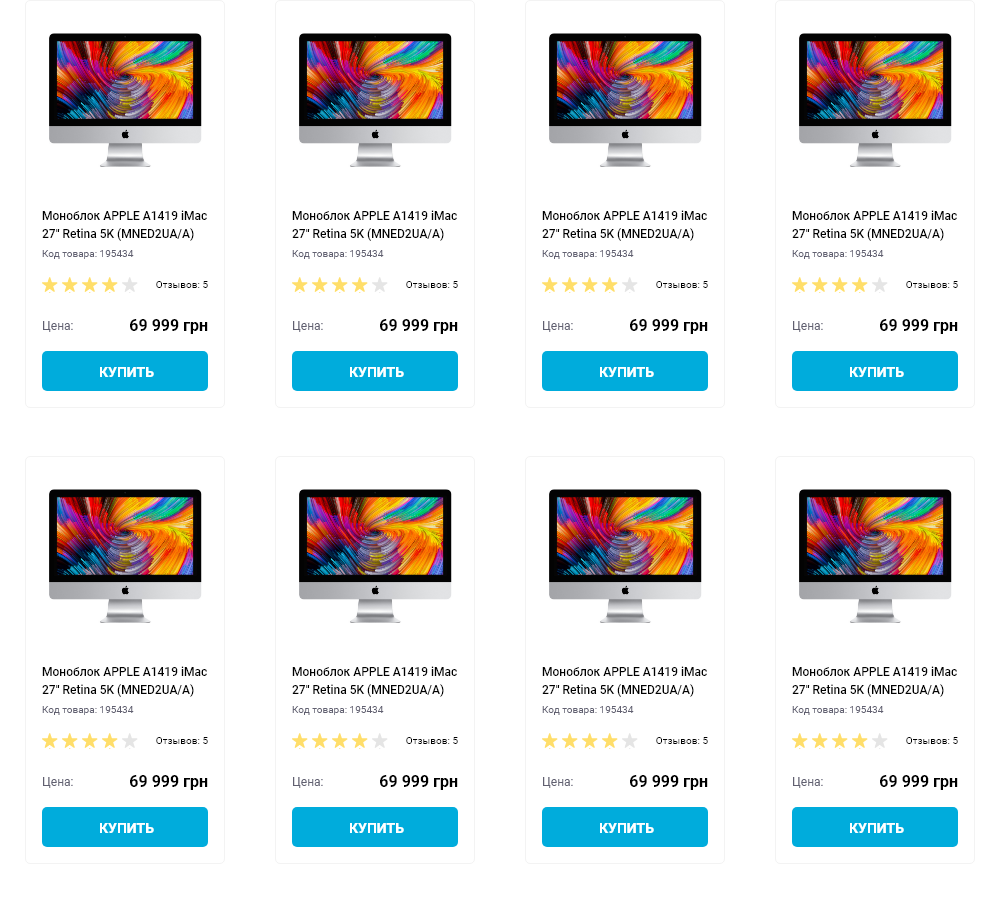 Моноблок APPLE A1419 iMac
27" Retina 5K (MNED2UA/A)
Код товара: 195434
Отзывов: 5
Цена: 69 999 грн
КУПИТЬ
Моноблок APPLE A1419 iMac
27" Retina 5K (MNED2UA/A)
Код товара: 195434
Отзывов: 5
Цена: 69 999 грн
КУПИТЬ
Моноблок APPLE A1419 iMac
27" Retina 5K (MNED2UA/A)
Код товара: 195434
Отзывов: 5
Цена: 69 999 грн
КУПИТЬ
Моноблок APPLE A1419 iMac
27" Retina 5K (MNED2UA/A)
Код товара: 195434
Отзывов: 5
Цена: 69 999 грн
КУПИТЬ
Моноблок APPLE A1419 iMac
27" Retina 5K (MNED2UA/A)
Код товара: 195434
Отзывов: 5
Цена: 69 999 грн
КУПИТЬ
Моноблок APPLE A1419 iMac
27" Retina 5K (MNED2UA/A)
Код товара: 195434
Отзывов: 5
Цена: 69 999 грн
КУПИТЬ
Моноблок APPLE A1419 iMac
27" Retina 5K (MNED2UA/A)
Код товара: 195434
Отзывов: 5
Цена: 69 999 грн
КУПИТЬ
Моноблок APPLE A1419 iMac
27" Retina 5K (MNED2UA/A)
Код товара: 195434
Отзывов: 5
Цена: 69 999 грн
КУПИТЬ